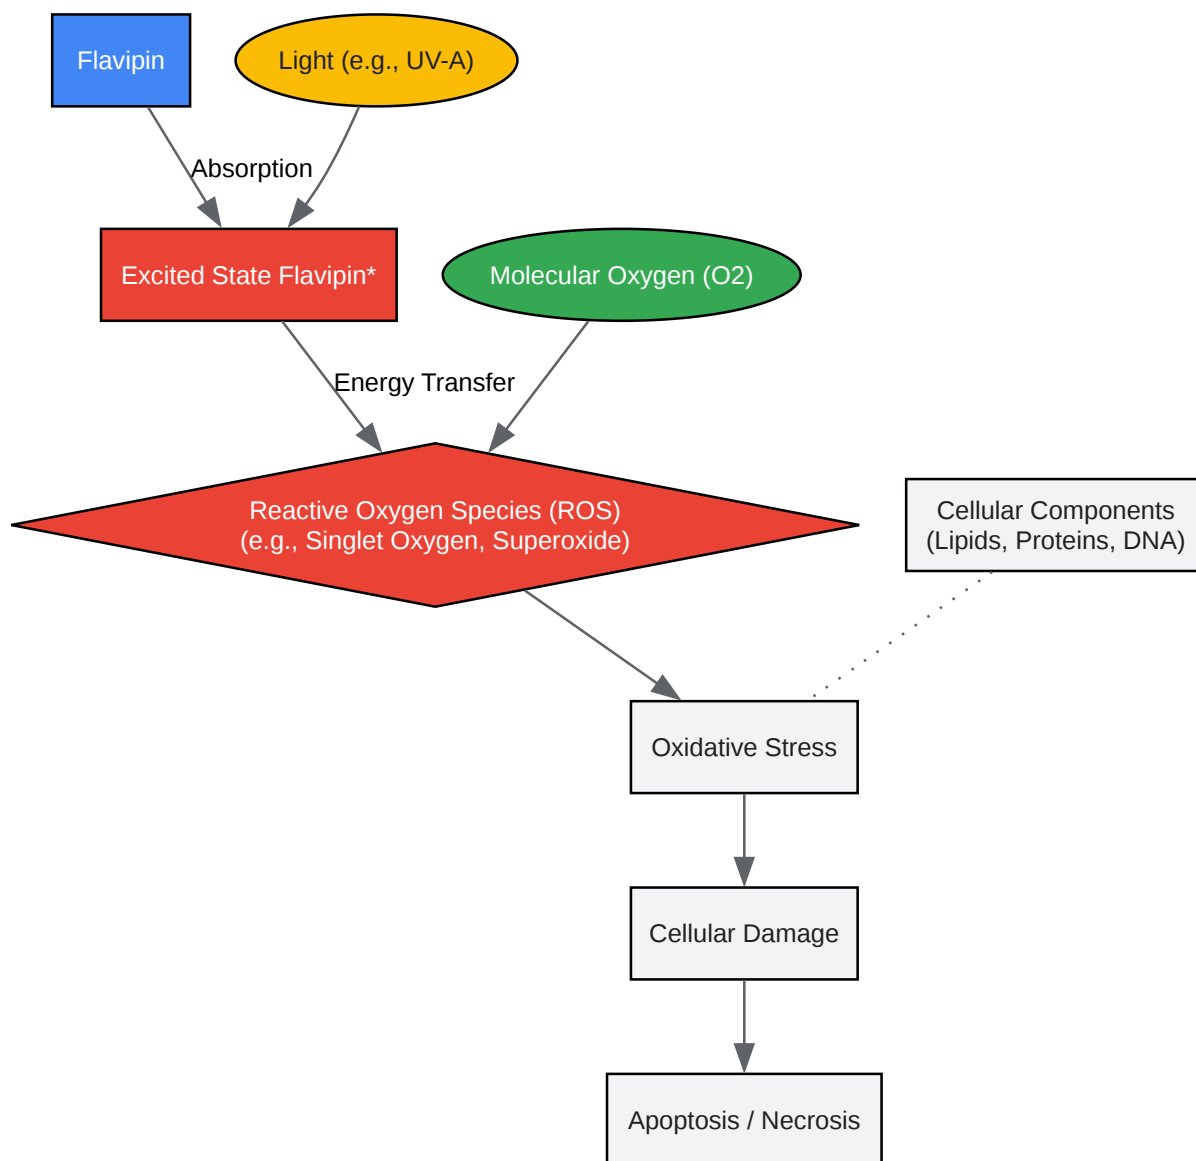 Flavipin
Light (e.g., UV-A)
Absorption
Excited State Flavipin*
Molecular Oxygen (O2)
Energy Transfer
Reactive Oxygen Species (ROS)
(e.g., Singlet Oxygen, Superoxide)
Cellular Components
(Lipids, Proteins, DNA)
Oxidative Stress
Cellular Damage
Apoptosis / Necrosis